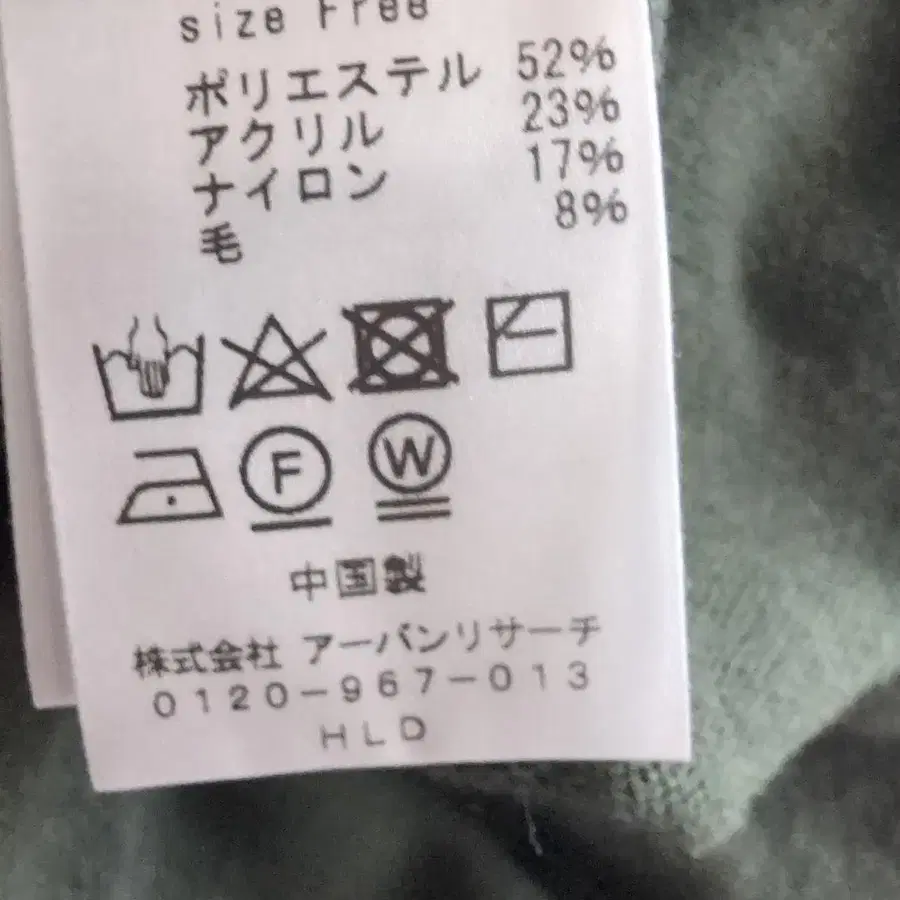 size Free
ポリエステル 52%
アクリル 23%
ナイロン 17%
毛 8%
F W
中国製
株式会社 アーバンリサーチ
0120-967-013
HLD